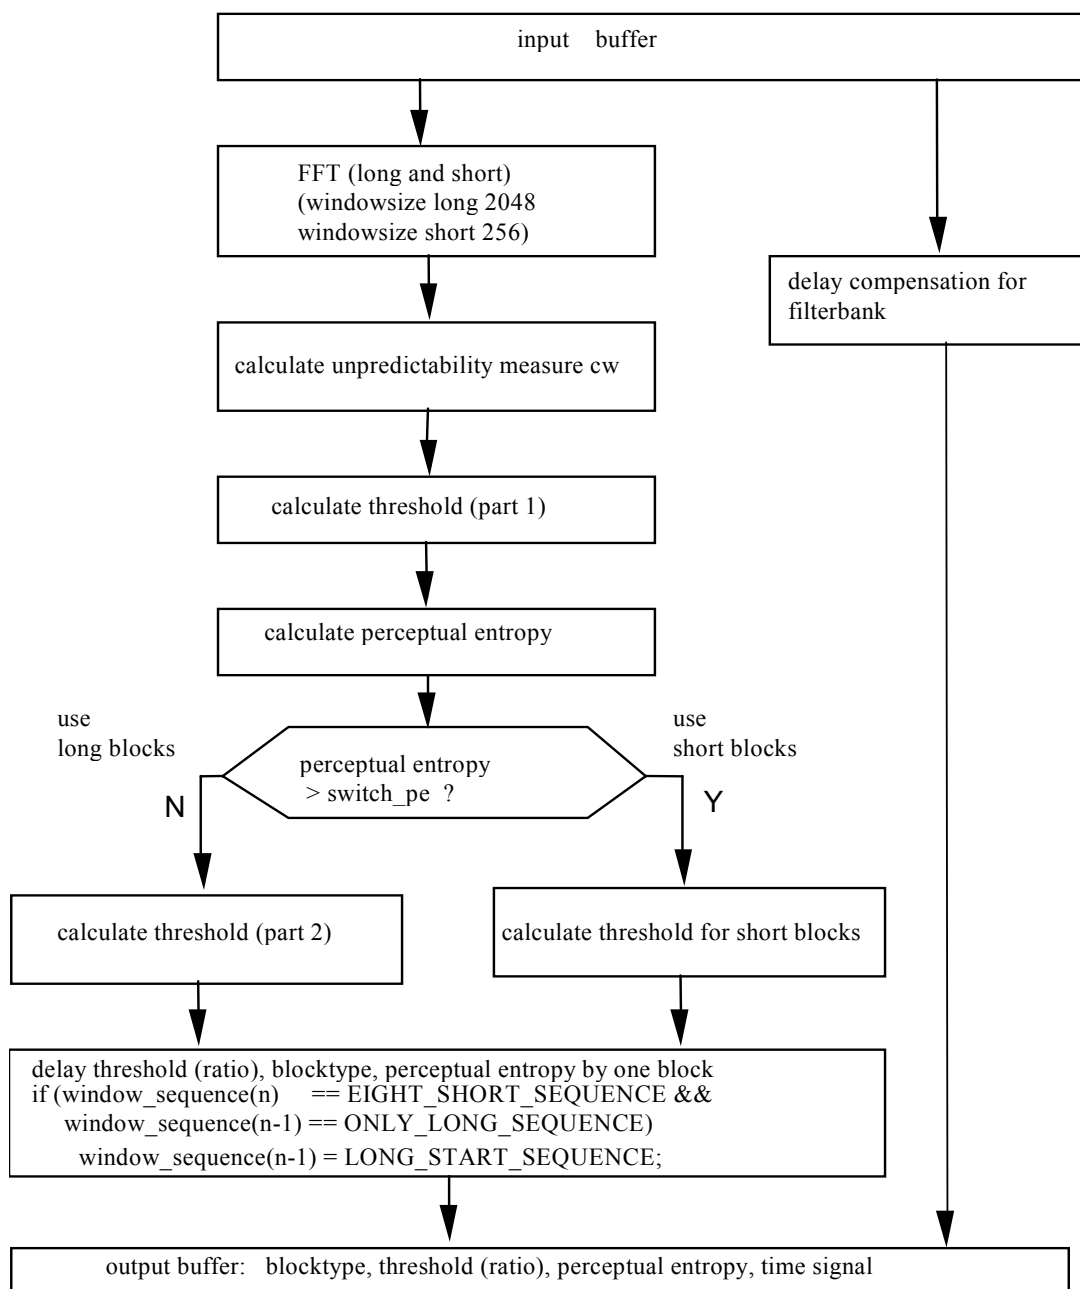 input buffer
FFT (long and short)
(windowsize long 2048
windowsize short 256)
delay compensation for
filterbank
calculate unpredictability measure cw
calculate threshold (part 1)
calculate perceptual entropy
use
long blocks
use
short blocks
perceptual entropy
> switch_pe ?
N
Y
calculate threshold (part 2)
calculate threshold for short blocks
delay threshold (ratio), blocktype, perceptual entropy by one block
if (window_sequence(n) == EIGHT_SHORT_SEQUENCE &&
window_sequence(n-1) == ONLY_LONG_SEQUENCE)
window_sequence(n-1) = LONG_START_SEQUENCE;
output buffer: blocktype, threshold (ratio), perceptual entropy, time signal